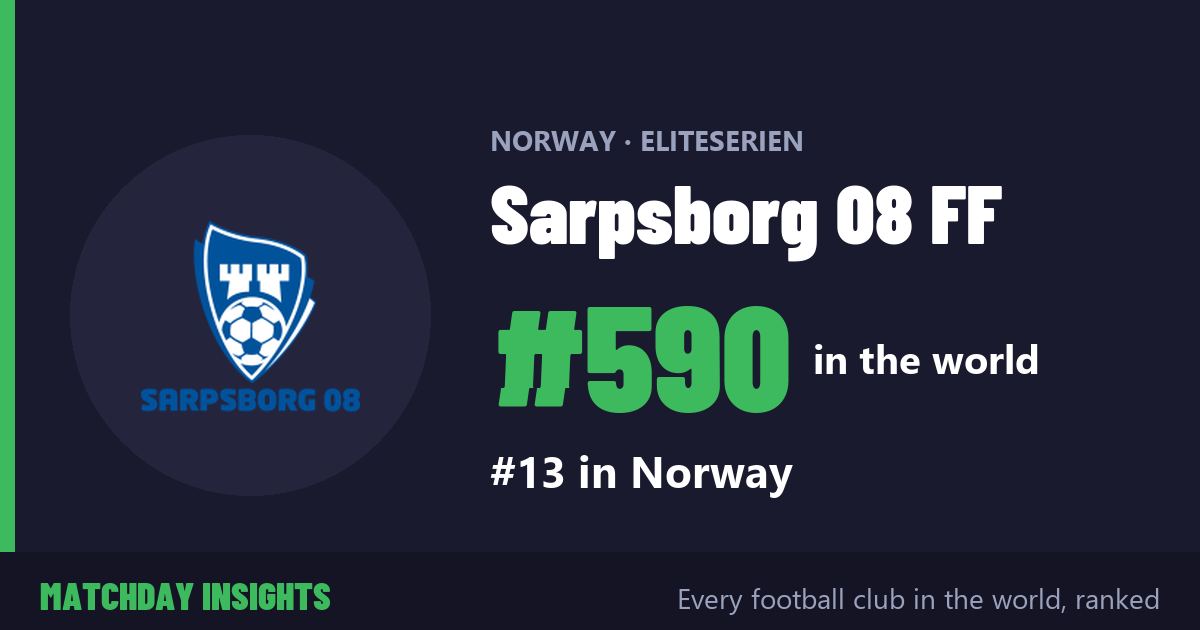 NORWAY · ELITESERIEN
Sarpsborg 08 FF
#590 in the world
#13 in Norway
SARPSBORG 08
MATCHDAY INSIGHTS
Every football club in the world, ranked